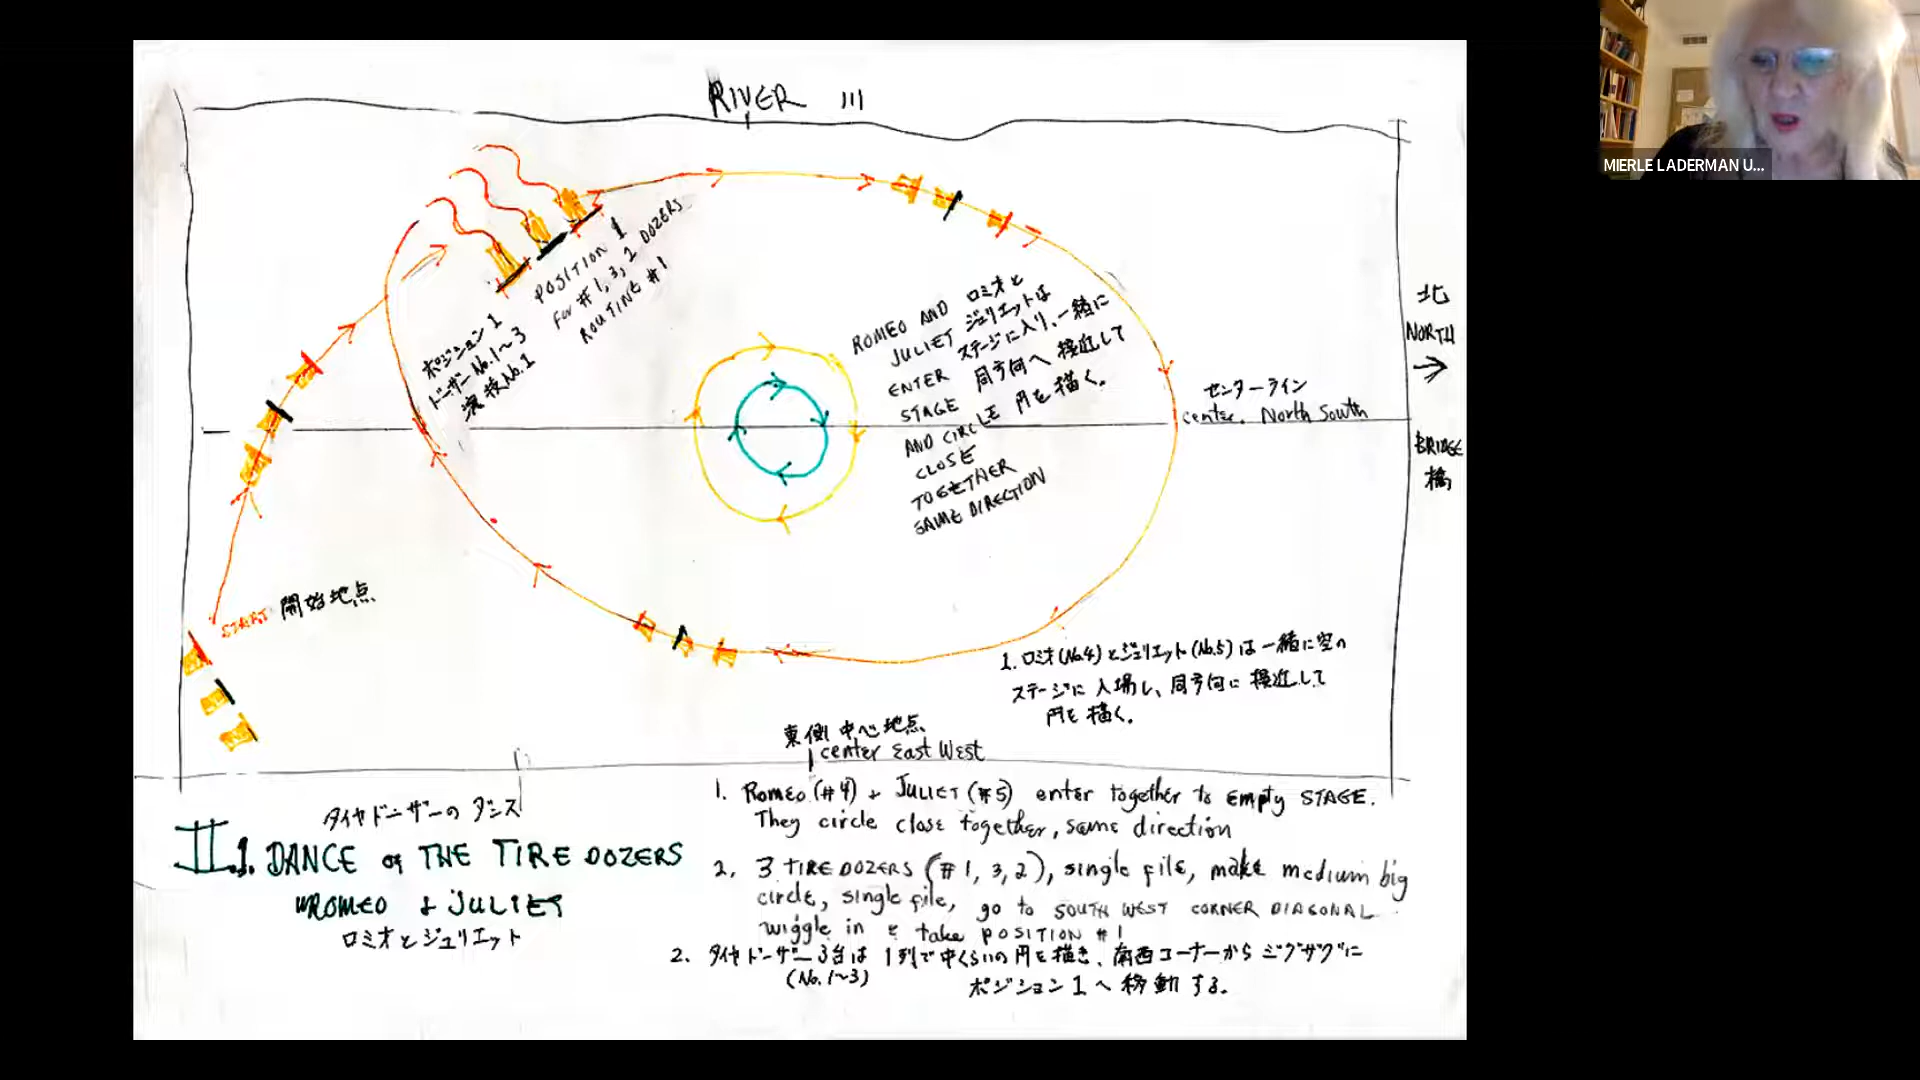 RIVER
MIERLE LADERMAN U...
POSITION 1
FOR #1, 3, 2 DOZERS
ROUTINE #1
ポジション1
ドーザーNo.1〜3
演技No.1
ROMEO AND
JULIET
ENTER
STAGE
AND CIRCLE
CLOSE
TOGETHER
SAME DIRECTION
ロミオと
ジュリエットは
ステージに入り、一緒に
同方向へ接近して
円を描く。
北
NORTH
→
BRIDGE
橋
センターライン
center. North South
START 開始地点
1. ロミオ(No.4)とジュリエット(No.5)は一緒に空の
ステージに入場し、同方向に接近して
円を描く。
東側中心地点
center East West
タイヤドーザーのダンス
II.1. DANCE of THE TIRE DOZERS
ROMEO + JULIET
ロミオとジュリエット
1. Romeo (#4) + JULIET (#5) enter together to empty STAGE.
They circle close together, same direction
2. 3 TIRE DOZERS (#1, 3, 2), single file, make medium big
circle, single file, go to SOUTH WEST CORNER DIAGONAL
wiggle in & take POSITION #1
2. タイヤドーザー3台は1列で中くらいの円を描き、南西コーナーからジグザグに
(No.1〜3)
ポジション1へ移動する。